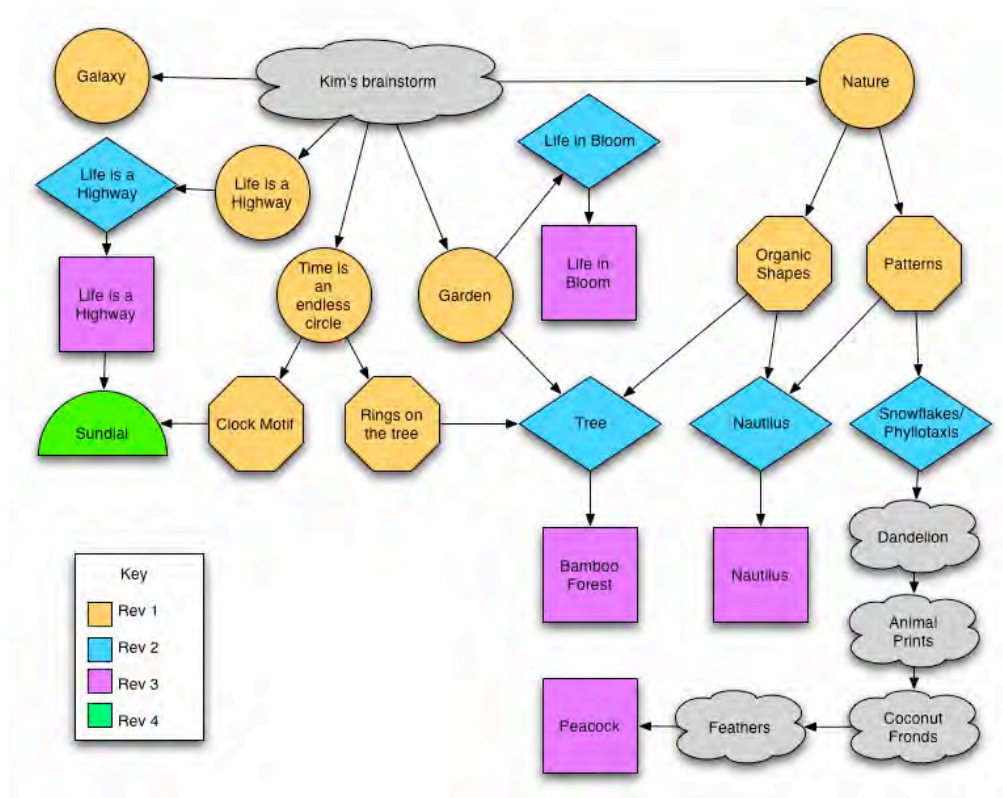 Galaxy
Kim's brainstorm
Nature
Life in Bloom
Life is a
Highway
Life is a
Highway
Life in
Bloom
Organic
Shapes
Patterns
Life is a
Highway
Time is
an
endless
circle
Garden
Sundial
Clock Motif
Rings on
the tree
Tree
Nautilus
Snowflakes/
Phyllotaxis
Bamboo
Forest
Nautilus
Dandelion
Animal
Prints
Key
Rev 1
Rev 2
Rev 3
Rev 4
Peacock
Feathers
Coconut
Fronds